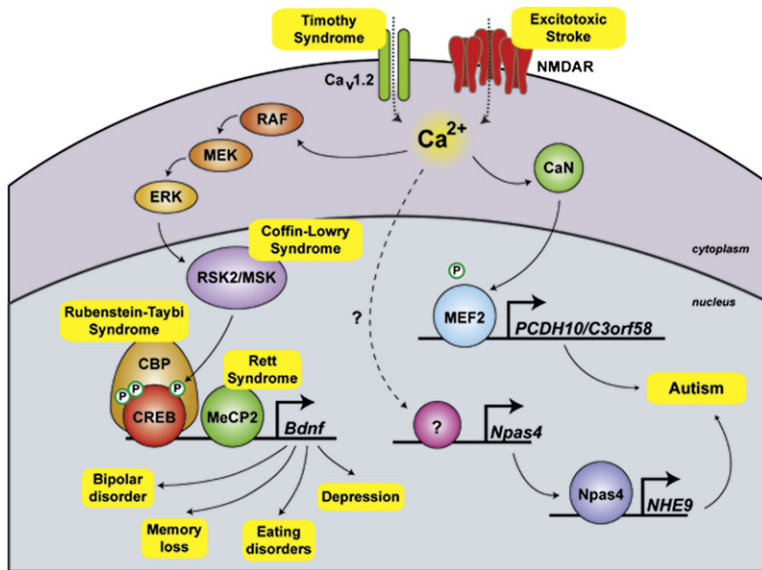 Timothy
Syndrome
Excitotoxic
Stroke
NMDAR
Cav1.2
Ca2+
RAF
MEK
ERK
CaN
Coffin-Lowry
Syndrome
RSK2/MSK
cytoplasm
nucleus
P
MEF2
PCDH10/C3orf58
?
Rubenstein-Taybi
Syndrome
CBP
P
P
P
CREB
Rett
Syndrome
MeCP2
Bdnf
Autism
?
Npas4
Bipolar
disorder
Memory
loss
Eating
disorders
Depression
Npas4
NHE9